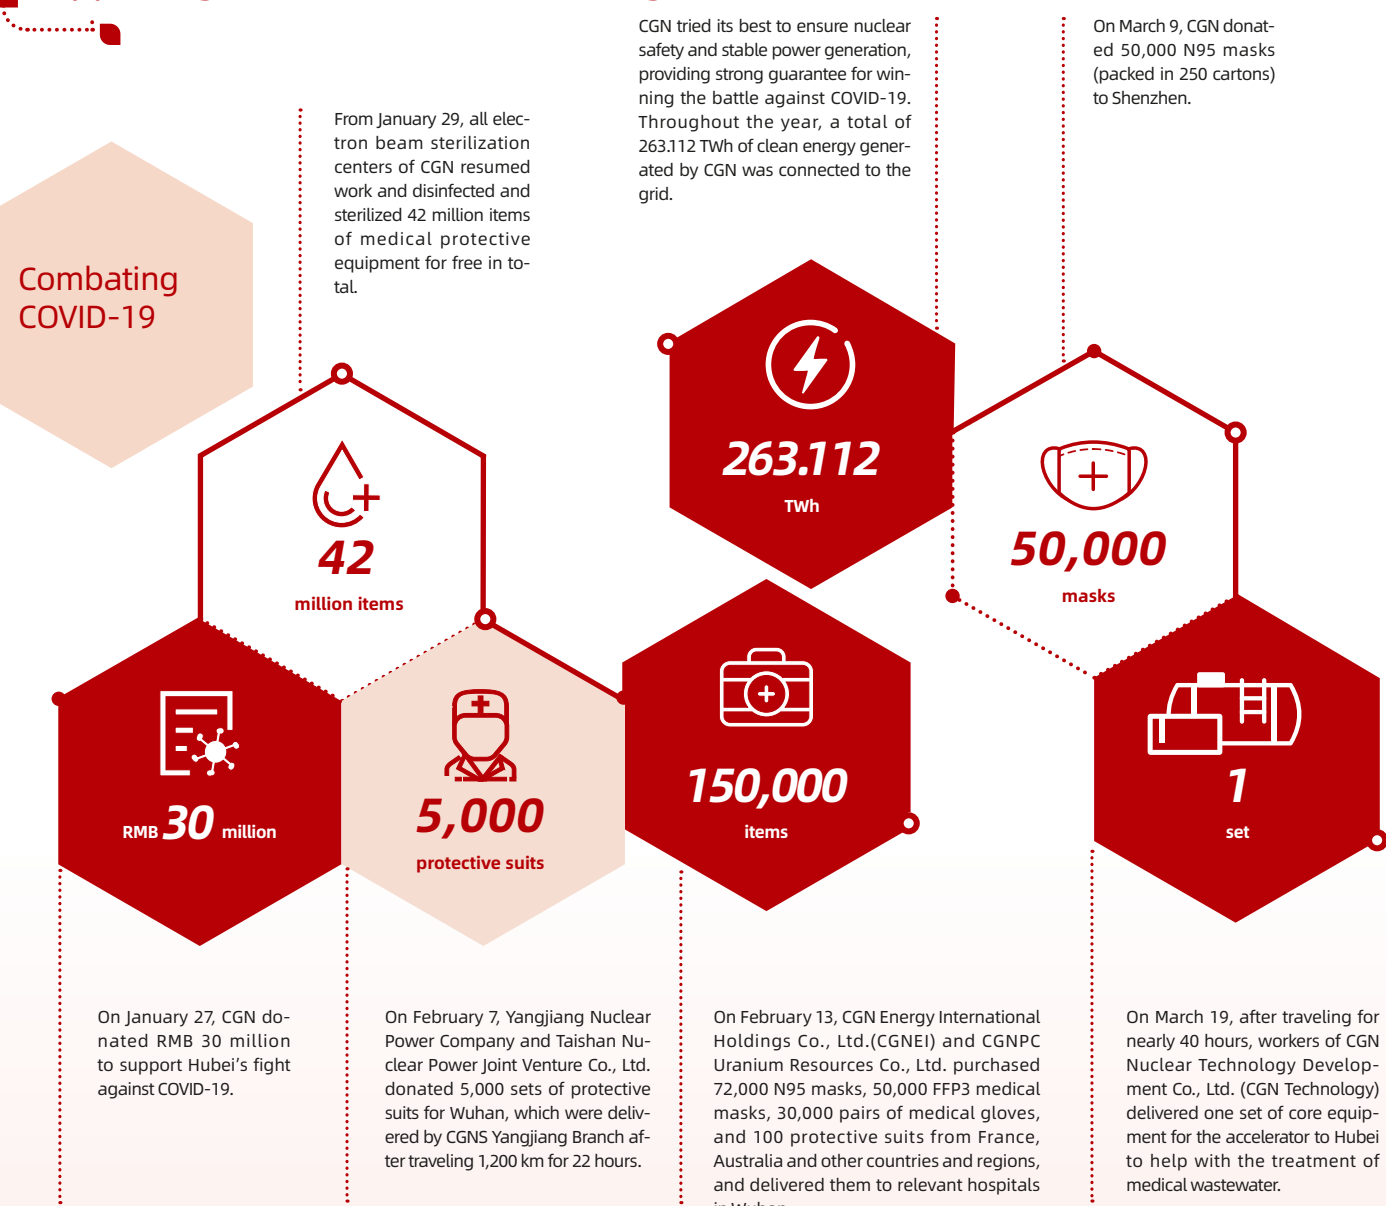 CGN tried its best to ensure nuclear
safety and stable power generation,
providing strong guarantee for win-
ning the battle against COVID-19.
Throughout the year, a total of
263.112 TWh of clean energy gener-
ated by CGN was connected to the
grid.
On March 9, CGN donat-
ed 50,000 N95 masks
(packed in 250 cartons)
to Shenzhen.
From January 29, all elec-
tron beam sterilization
centers of CGN resumed
work and disinfected and
sterilized 42 million items
of medical protective
equipment for free in to-
tal.
Combating
COVID-19
263.112
TWh
42
million items
50,000
masks
RMB 30 million
5,000
protective suits
150,000
items
1
set
On January 27, CGN do-
nated RMB 30 million
to support Hubei's fight
against COVID-19.
On February 7, Yangjiang Nuclear
Power Company and Taishan Nu-
clear Power Joint Venture Co., Ltd.
donated 5,000 sets of protective
suits for Wuhan, which were deliv-
ered by CGNS Yangjiang Branch af-
ter traveling 1,200 km for 22 hours.
On February 13, CGN Energy International
Holdings Co., Ltd.(CGNEI) and CGNPC
Uranium Resources Co., Ltd. purchased
72,000 N95 masks, 50,000 FFP3 medical
masks, 30,000 pairs of medical gloves,
and 100 protective suits from France,
Australia and other countries and regions,
and delivered them to relevant hospitals
in Wuhan.
On March 19, after traveling for
nearly 40 hours, workers of CGN
Nuclear Technology Develop-
ment Co., Ltd. (CGN Technology)
delivered one set of core equip-
ment for the accelerator to Hubei
to help with the treatment of
medical wastewater.